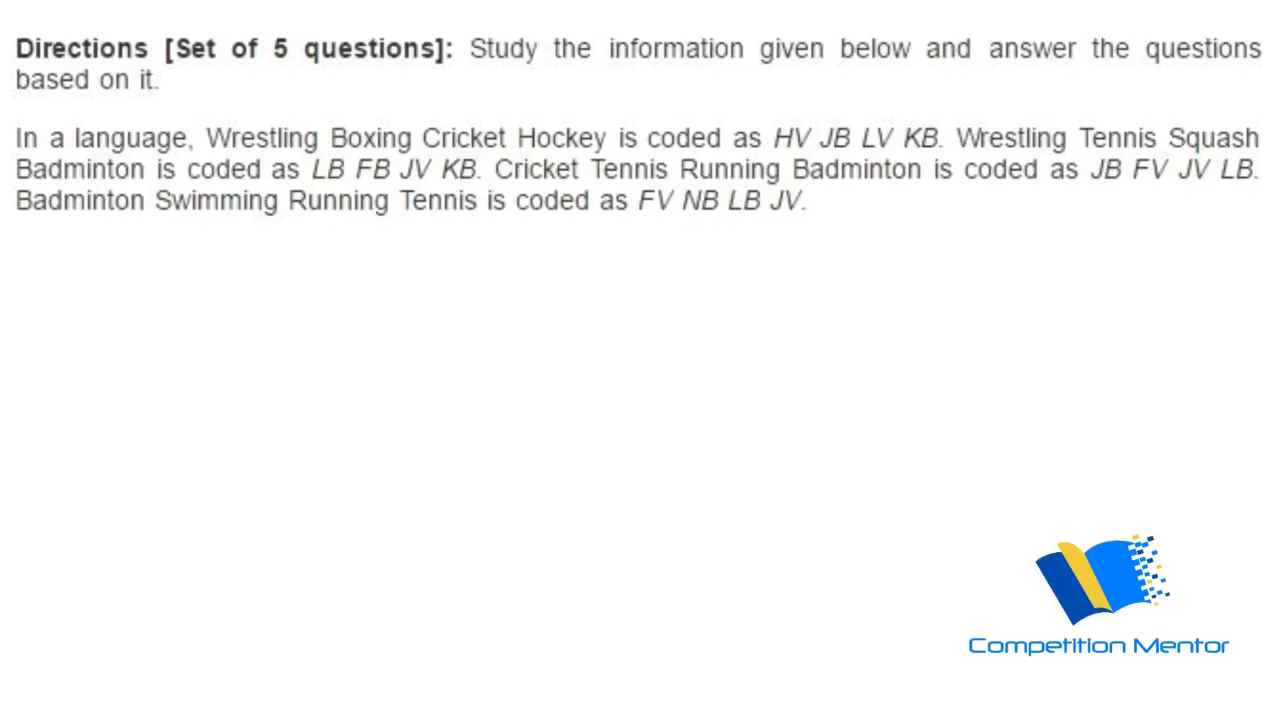 Directions [Set of 5 questions]: Study the information given below and answer the questions
based on it.
In a language, Wrestling Boxing Cricket Hockey is coded as HV JB LV KB. Wrestling Tennis Squash
Badminton is coded as LB FB JV KB. Cricket Tennis Running Badminton is coded as JB FV JV LB.
Badminton Swimming Running Tennis is coded as FV NB LB JV.
Competition Mentor